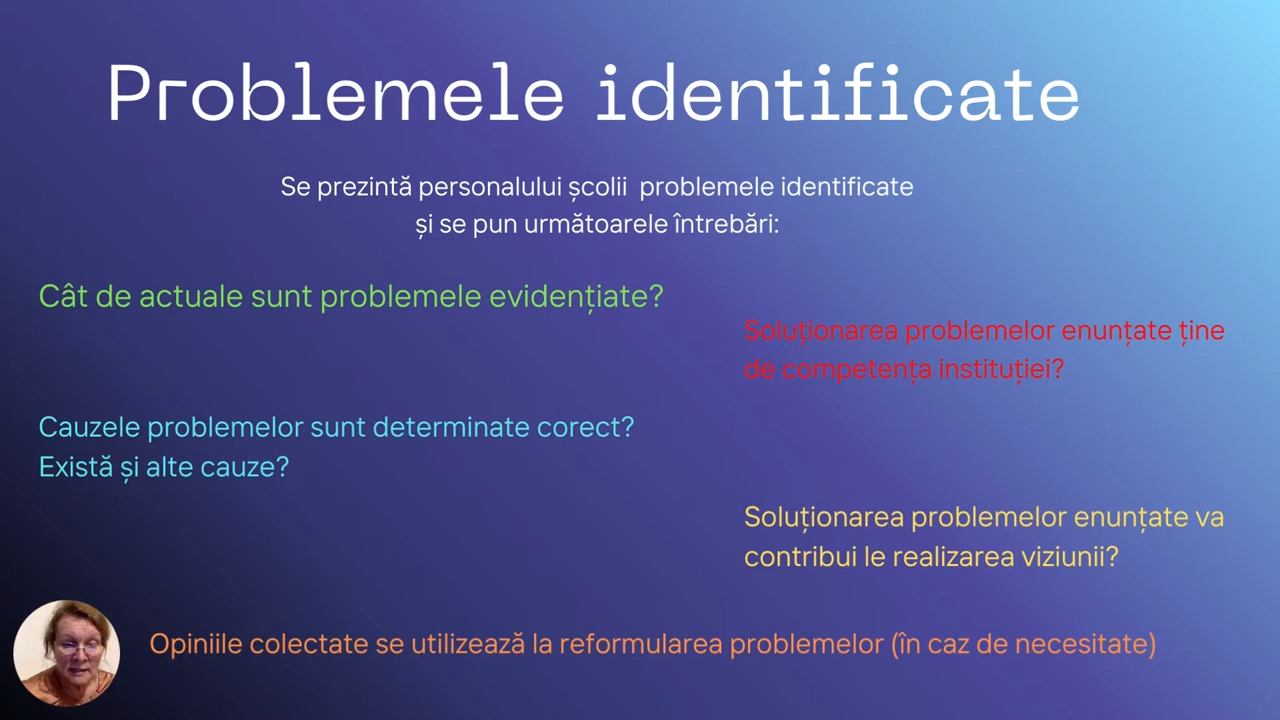 Problemele identificate
Se prezintă personalului școlii problemele identificate
și se pun următoarele întrebări:
Cât de actuale sunt problemele evidențiate?
Soluționarea problemelor enunțate ține
de competența instituției?
Cauzele problemelor sunt determinate corect?
Există și alte cauze?
Soluționarea problemelor enunțate va
contribui le realizarea viziunii?
Opiniile colectate se utilizează la reformularea problemelor (în caz de necesitate)